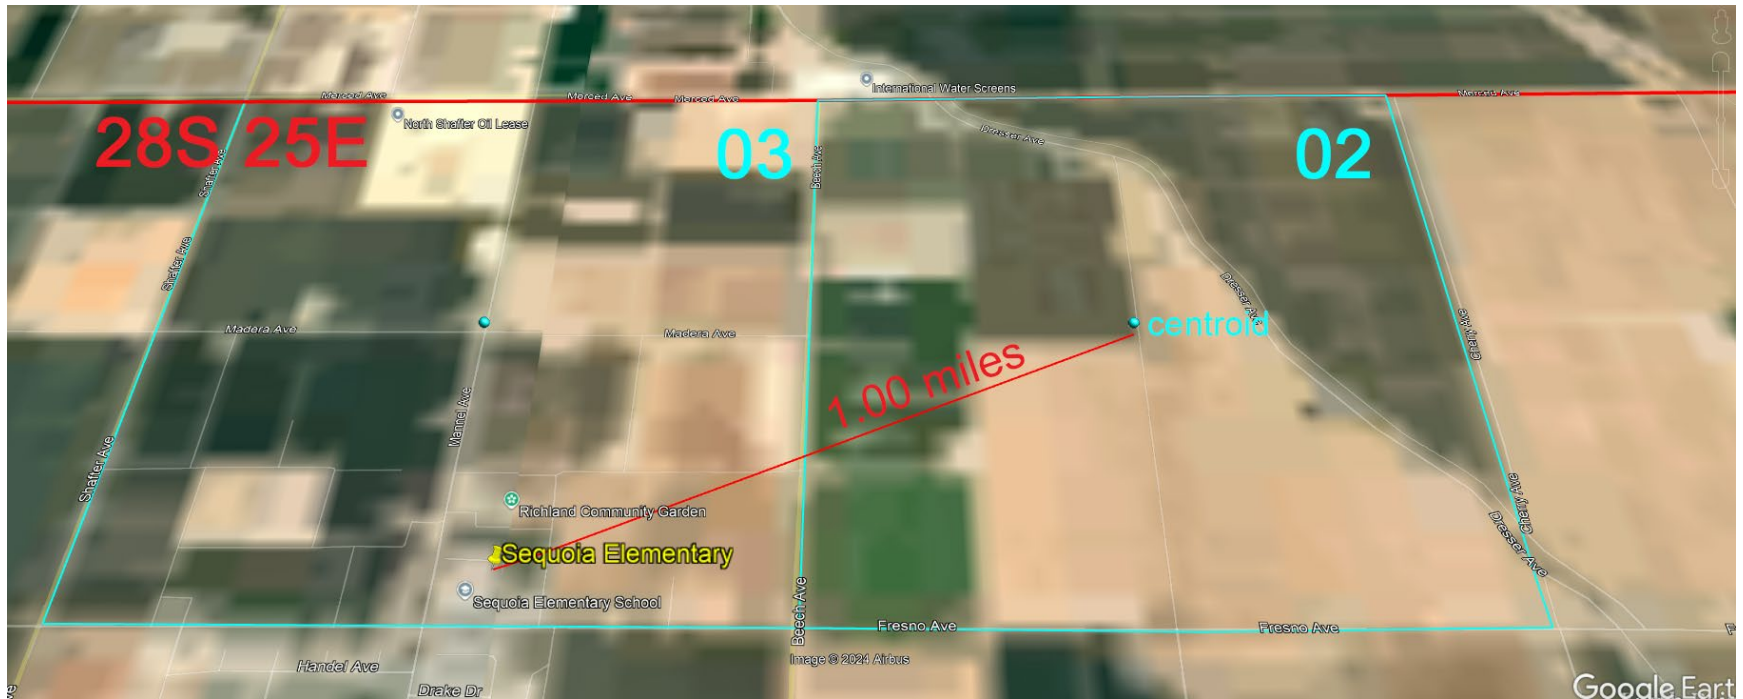 Merced Ave
Merced Ave
Merced Ave
Merced Ave
International Water Screens
North Shafter Oil Lease
28S 25E
03
02
Dresser Ave
Shafter Ave
Beech Ave
Shafter Ave
Dresser Ave
Madera Ave
Madera Ave
centroid
Cherry Ave
1.00 miles
Mannel Ave
Shafter Ave
Richland Community Garden
Cherry Ave
Dresser Ave
Sequoia Elementary
Sequoia Elementary School
Beech Ave
Fresno Ave
Fresno Ave
Handel Ave
Image © 2024 Airbus
Drake Dr
Google Eart